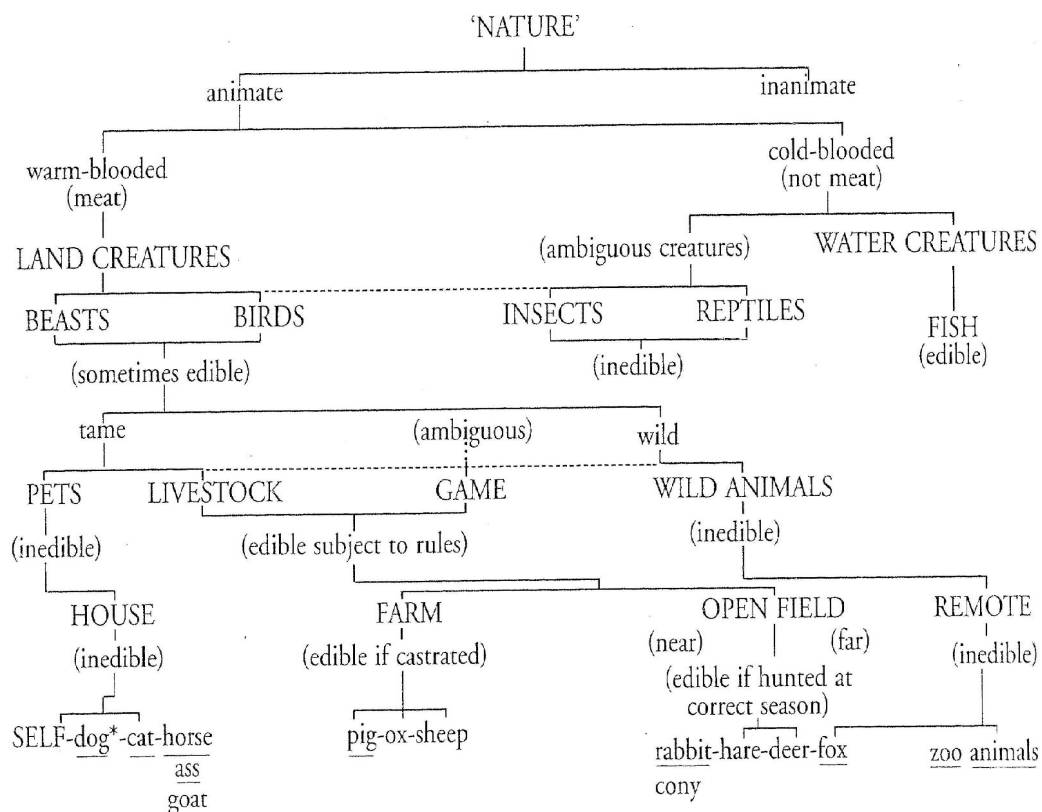 'NATURE'
animate inanimate
warm-blooded cold-blooded
(meat) (not meat)
LAND CREATURES (ambiguous creatures) WATER CREATURES
BEASTS BIRDS INSECTS REPTILES FISH
(sometimes edible) (inedible) (edible)
tame (ambiguous) wild
PETS LIVESTOCK GAME WILD ANIMALS
(inedible) (edible subject to rules) (inedible)
HOUSE FARM OPEN FIELD REMOTE
(inedible) (edible if castrated) (near) (far) (inedible)
(edible if hunted at
correct season)
SELF-dog*-cat-horse pig-ox-sheep rabbit-hare-deer-fox zoo animals
ass cony
goat